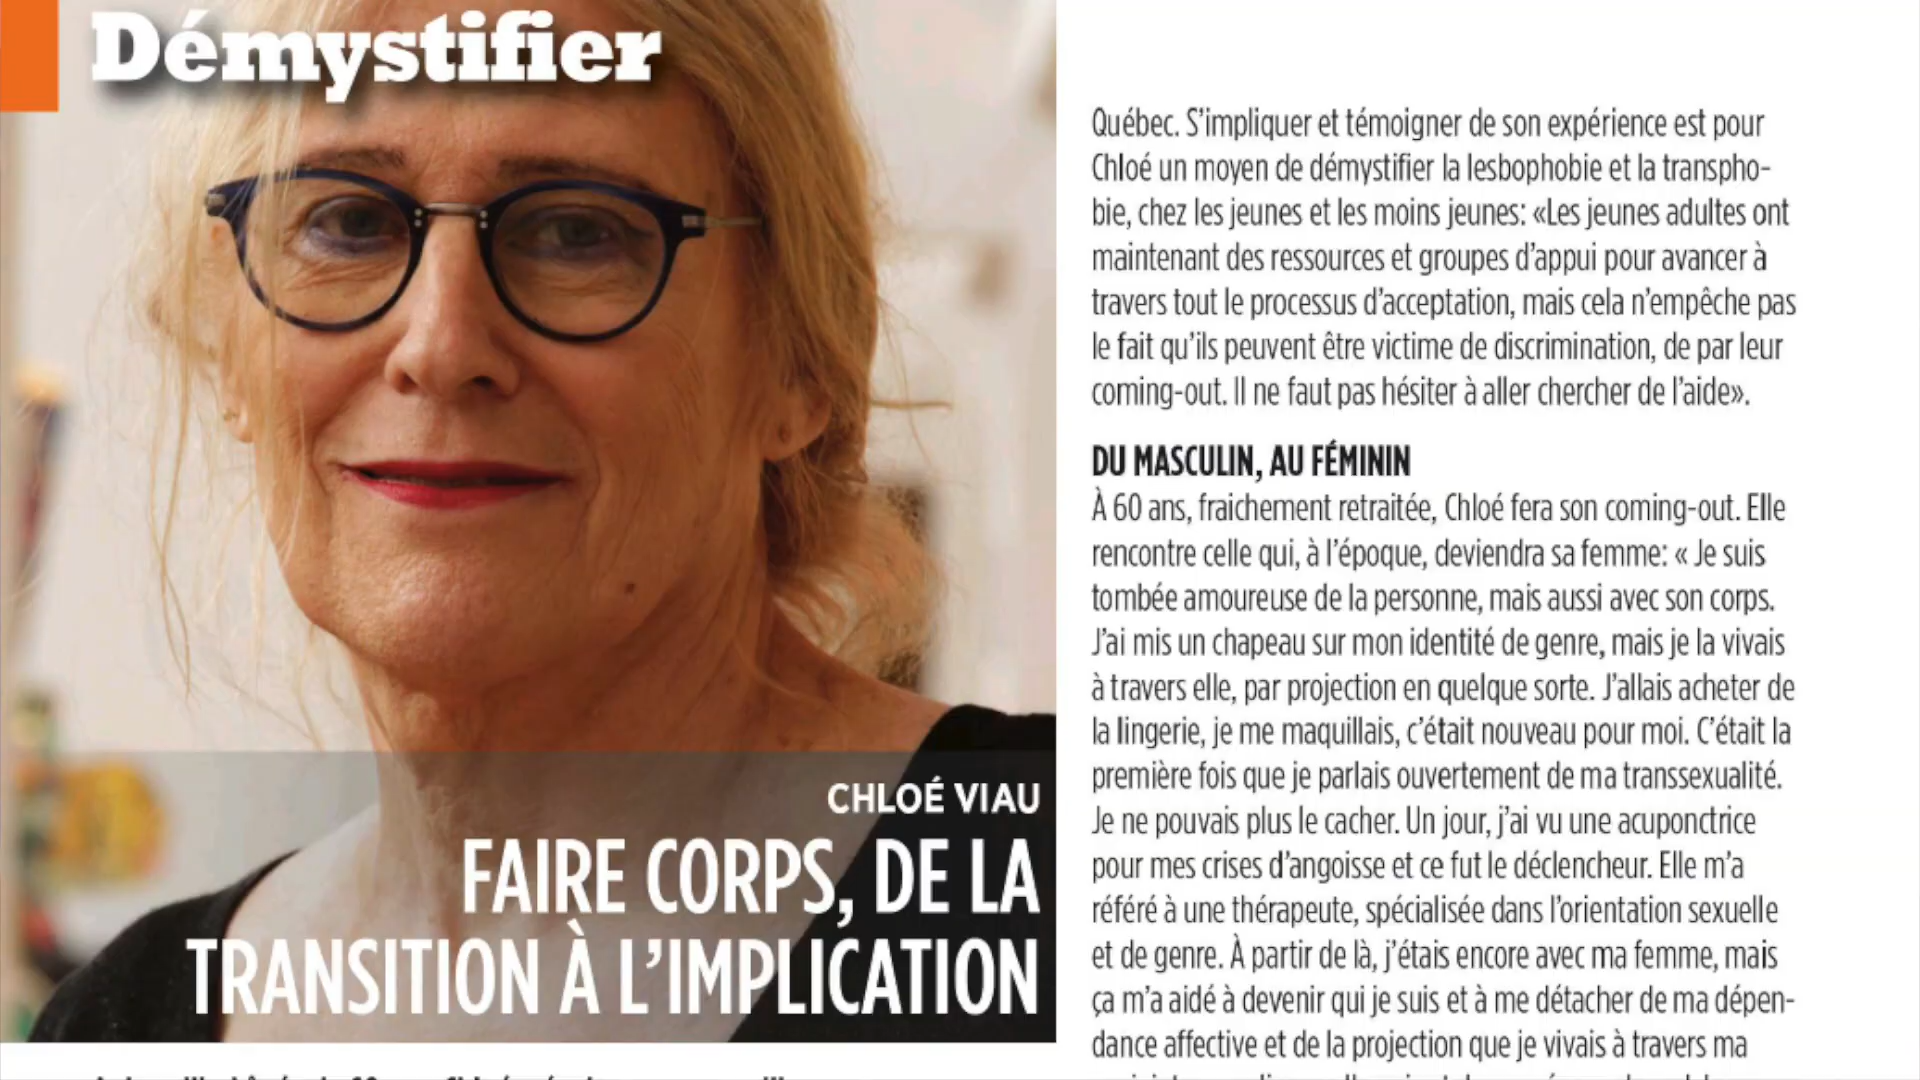 Démystifier
CHLOÉ VIAU
FAIRE CORPS, DE LA
TRANSITION À L'IMPLICATION
Québec. S'impliquer et témoigner de son expérience est pour
Chloé un moyen de démystifier la lesbophobie et la transpho-
bie, chez les jeunes et les moins jeunes: «Les jeunes adultes ont
maintenant des ressources et groupes d'appui pour avancer à
travers tout le processus d'acceptation, mais cela n'empêche pas
le fait qu'ils peuvent être victime de discrimination, de par leur
coming-out. Il ne faut pas hésiter à aller chercher de l'aide».
DU MASCULIN, AU FÉMININ
À 60 ans, fraichement retraitée, Chloé fera son coming-out. Elle
rencontre celle qui, à l'époque, deviendra sa femme: « Je suis
tombée amoureuse de la personne, mais aussi avec son corps.
J'ai mis un chapeau sur mon identité de genre, mais je la vivais
à travers elle, par projection en quelque sorte. J'allais acheter de
la lingerie, je me maquillais, c'était nouveau pour moi. C'était la
première fois que je parlais ouvertement de ma transsexualité.
Je ne pouvais plus le cacher. Un jour, j'ai vu une acuponctrice
pour mes crises d'angoisse et ce fut le déclencheur. Elle m'a
référé à une thérapeute, spécialisée dans l'orientation sexuelle
et de genre. À partir de là, j'étais encore avec ma femme, mais
ça m'a aidé à devenir qui je suis et à me détacher de ma dépen-
dance affective et de la projection que je vivais à travers ma